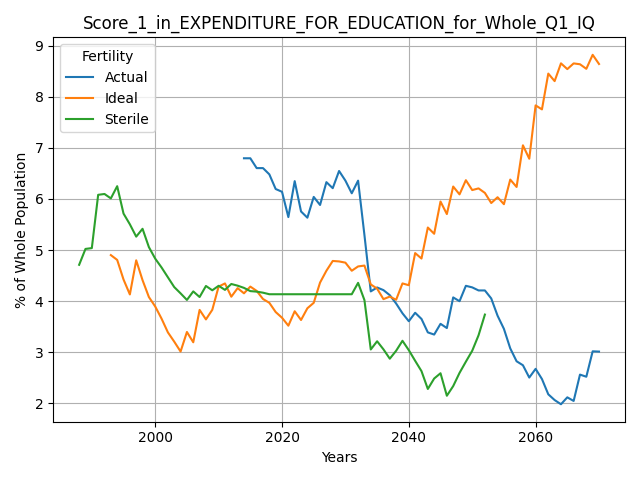 Score_1_in_EXPENDITURE_FOR_EDUCATION_for_Whole_Q1_IQ
Fertility
Actual
Ideal
Sterile
% of Whole Population
9
8
7
6
5
4
3
2
2000 2020 2040 2060
Years